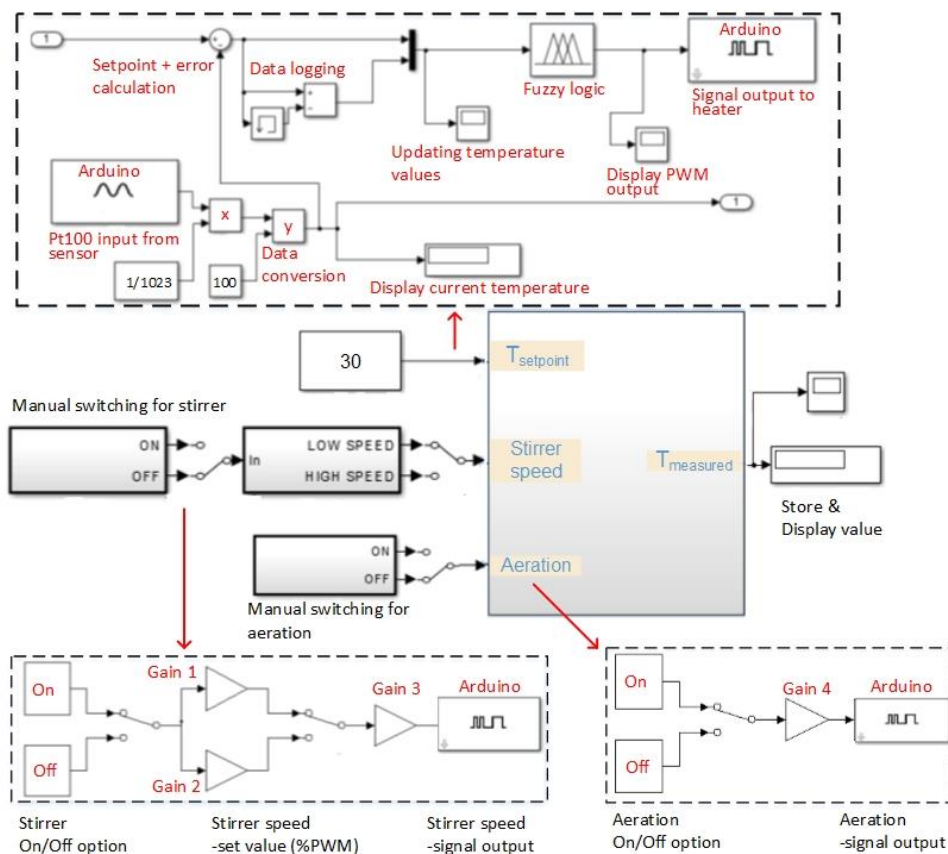 Arduino
1
Setpoint + error
calculation
Data logging
Fuzzy logic
Signal output to
heater
Updating temperature
values
Display PWM
output
Arduino
Pt100 input from
sensor
x
y
1
1/1023
100
Data
conversion
Display current temperature
30
T setpoint
Manual switching for stirrer
ON
OFF
In
LOW SPEED
HIGH SPEED
Stirrer
speed
T measured
Store &
Display value
ON
OFF
Aeration
Manual switching for
aeration
On
Off
Gain 1
Gain 2
Gain 3
Arduino
Stirrer
On/Off option
Stirrer speed
-set value (%PWM)
Stirrer speed
-signal output
On
Off
Gain 4
Arduino
Aeration
On/Off option
Aeration
-signal output